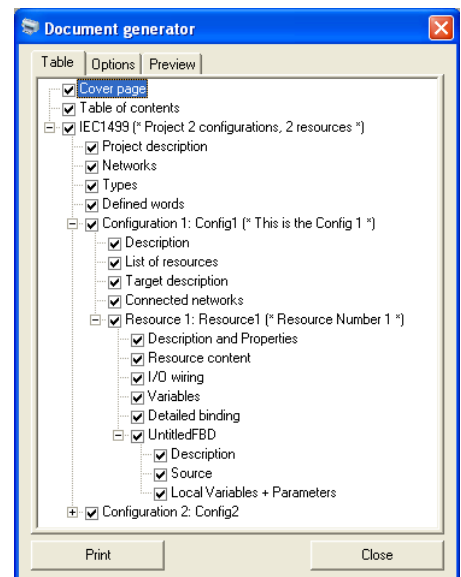 Document generator
Table Options Preview
Cover page
Table of contents
IEC1499 (* Project 2 configurations, 2 resources *)
Project description
Networks
Types
Defined words
Configuration 1: Config1 (* This is the Config 1 *)
Description
List of resources
Target description
Connected networks
Resource 1: Resource1 (* Resource Number 1 *)
Description and Properties
Resource content
I/O wiring
Variables
Detailed binding
UntitledFBD
Description
Source
Local Variables + Parameters
Configuration 2: Config2
Print Close